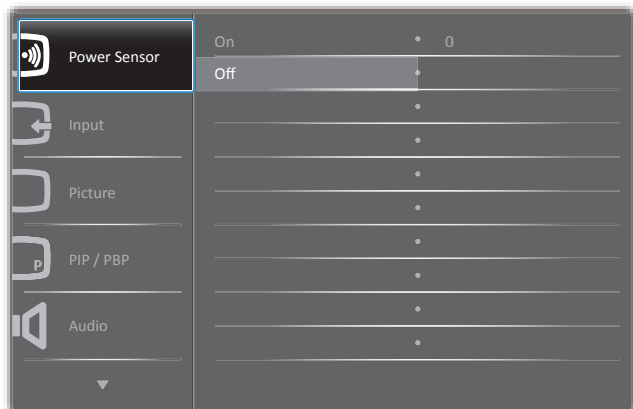 Power Sensor
On 0
Off
Input
Picture
P
PIP / PBP
Audio